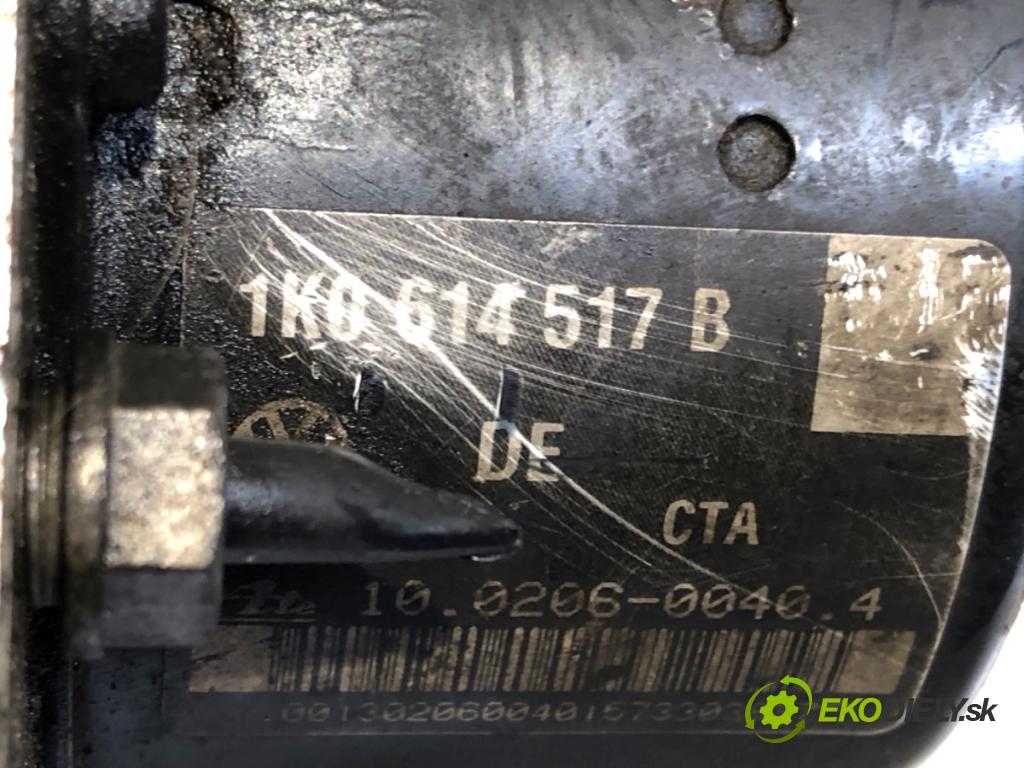 1K0 614 517 B
DE
CTA
10.0206-0040.4
EKODIELY.sk